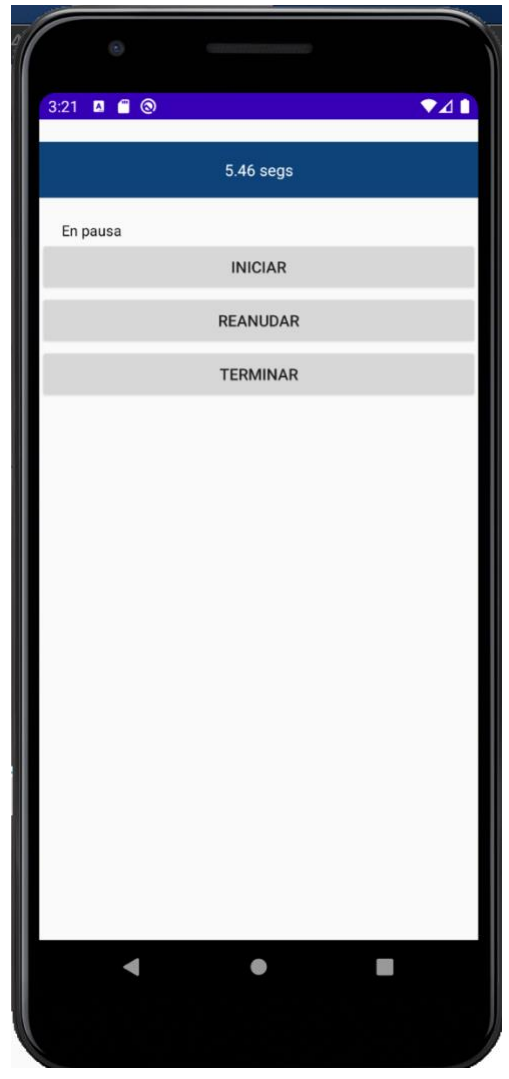 3:21
5.46 segs
En pausa
INICIAR
REANUDAR
TERMINAR